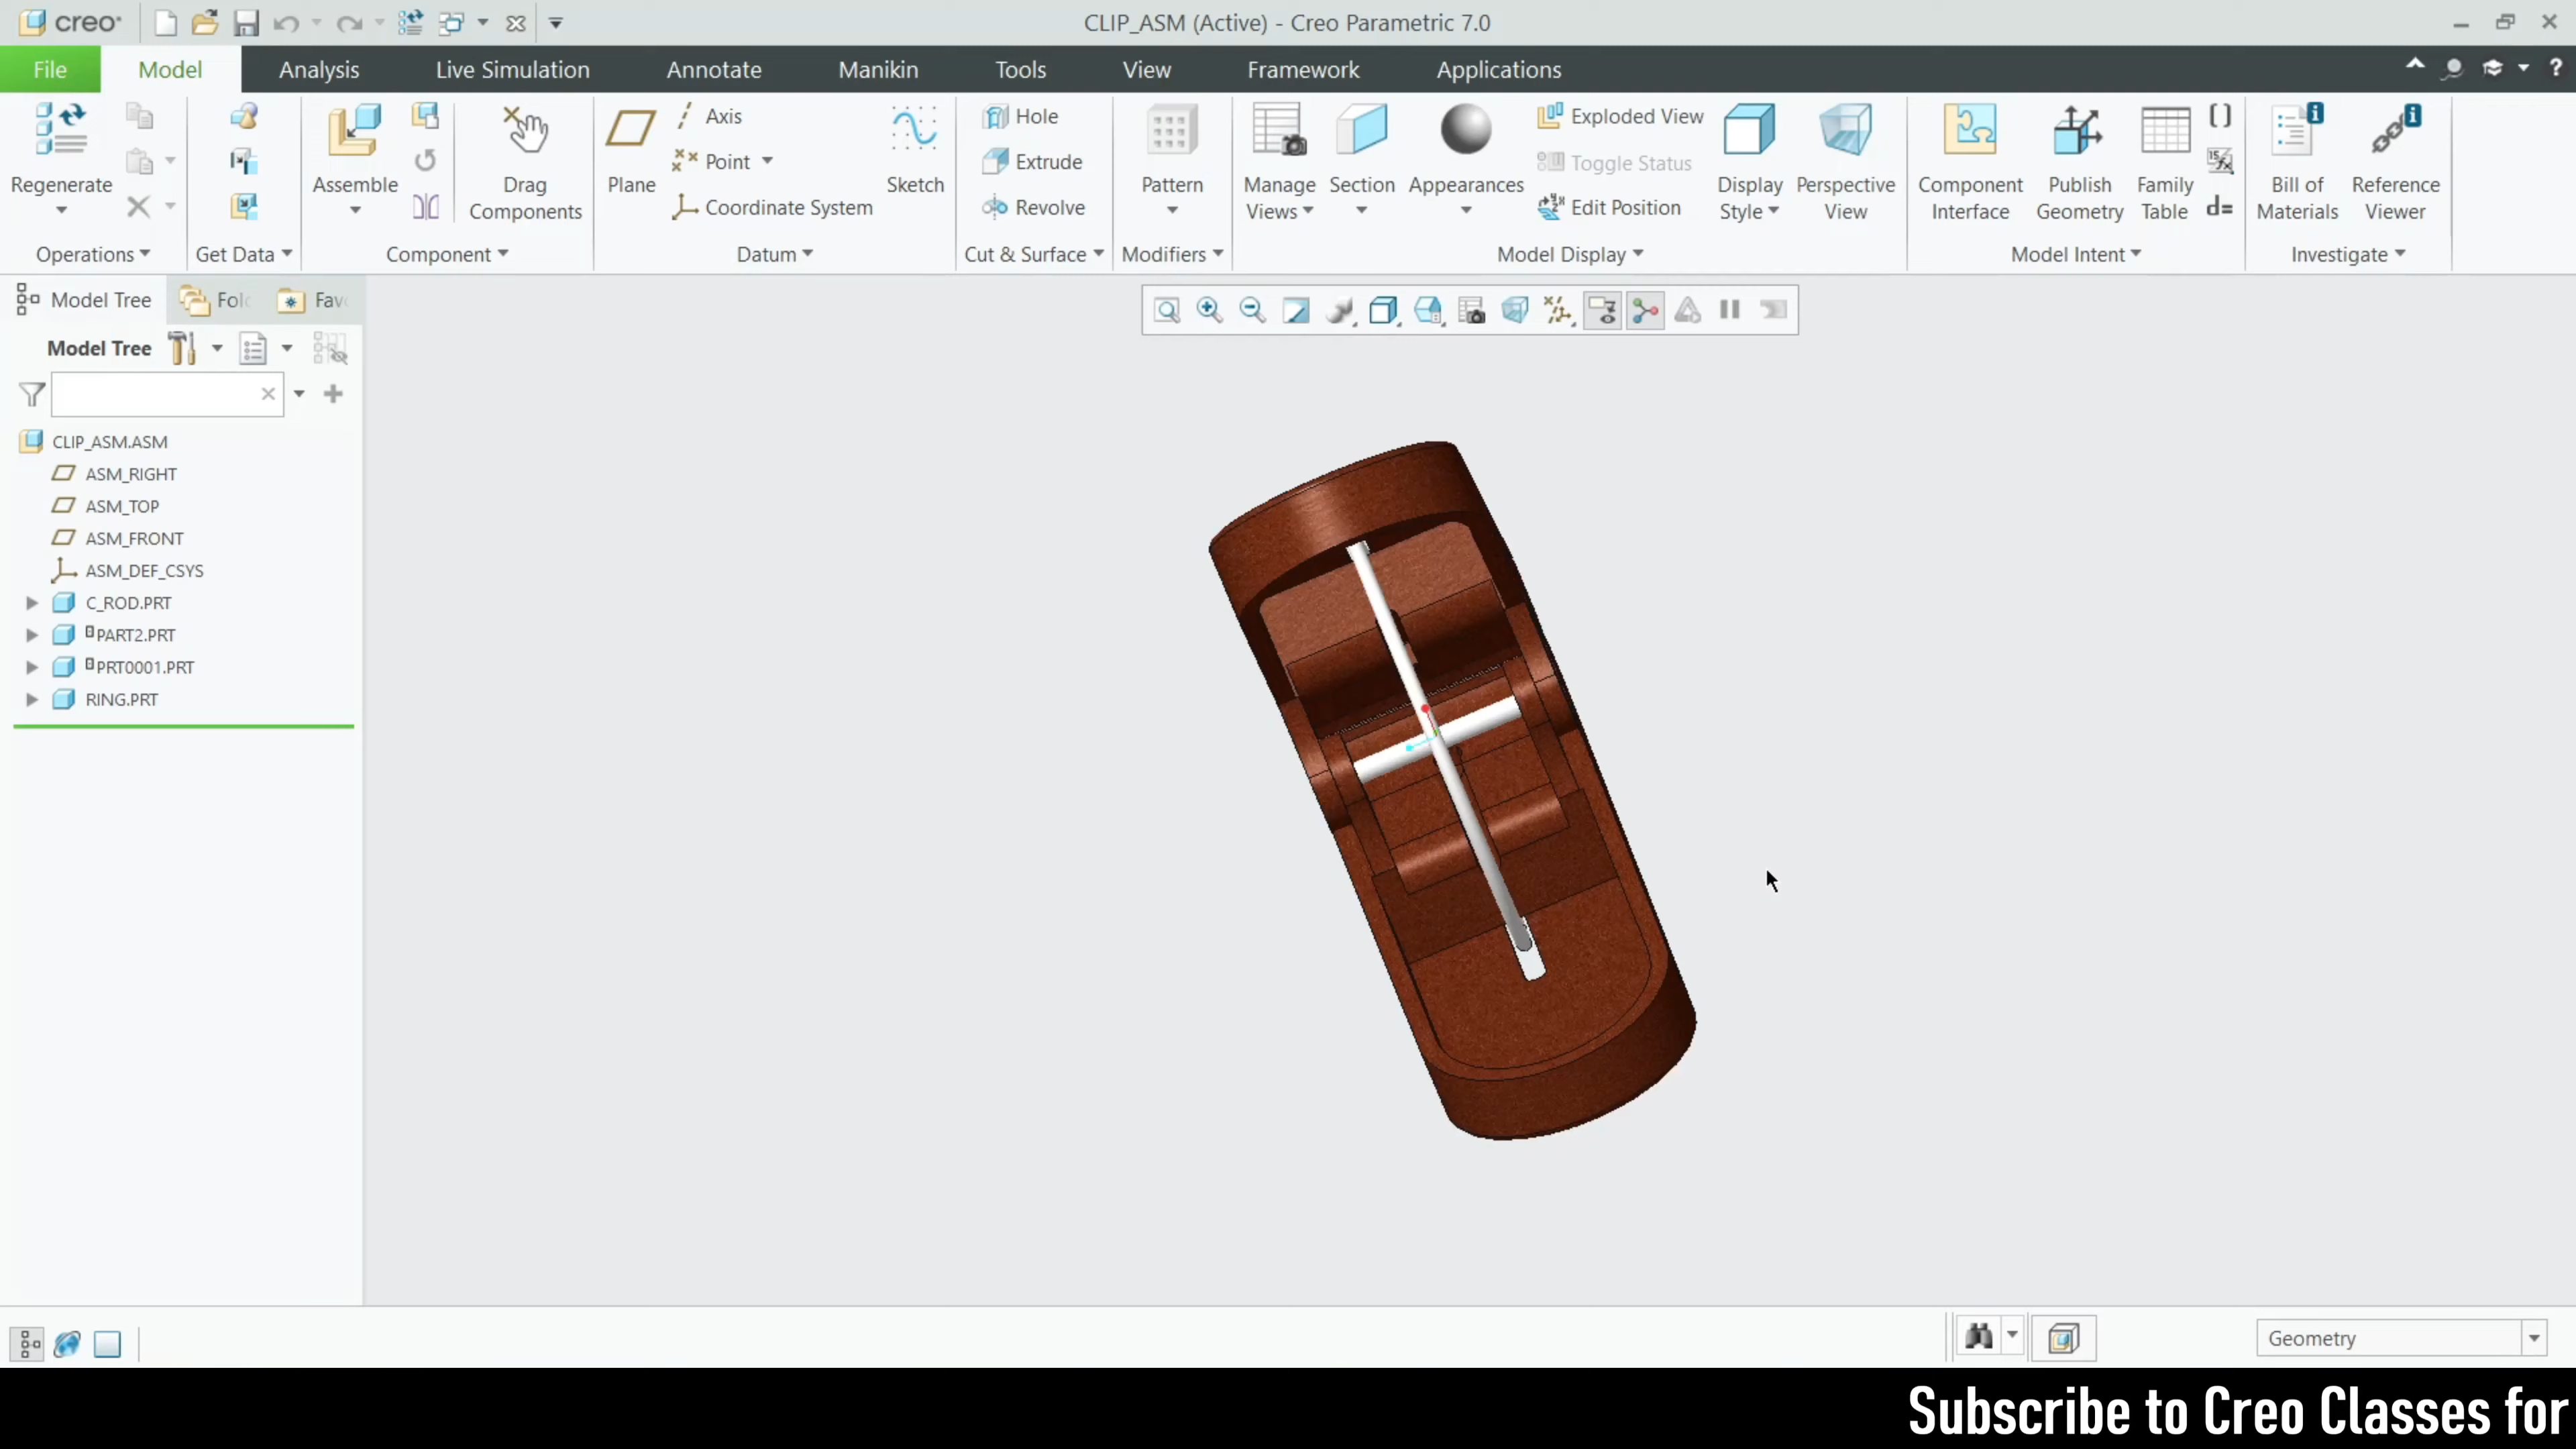 creo
CLIP_ASM (Active) - Creo Parametric 7.0
File Model Analysis Live Simulation Annotate Manikin Tools View Framework Applications
Regenerate
Operations
Get Data
Assemble
Drag
Components
Component
Plane
Axis
Point
Coordinate System
Sketch
Datum
Hole
Extrude
Revolve
Cut & Surface
Pattern
Modifiers
Manage
Views
Section
Appearances
Exploded View
Toggle Status
Edit Position
Display
Style
Perspective
View
Model Display
Component
Interface
Publish
Geometry
Family
Table
d=
Model Intent
Bill of
Materials
Reference
Viewer
Investigate
Model Tree Fol Fav
Model Tree
CLIP_ASM.ASM
ASM_RIGHT
ASM_TOP
ASM_FRONT
ASM_DEF_CSYS
C_ROD.PRT
PART2.PRT
PRT0001.PRT
RING.PRT
Geometry
Subscribe to Creo Classes for